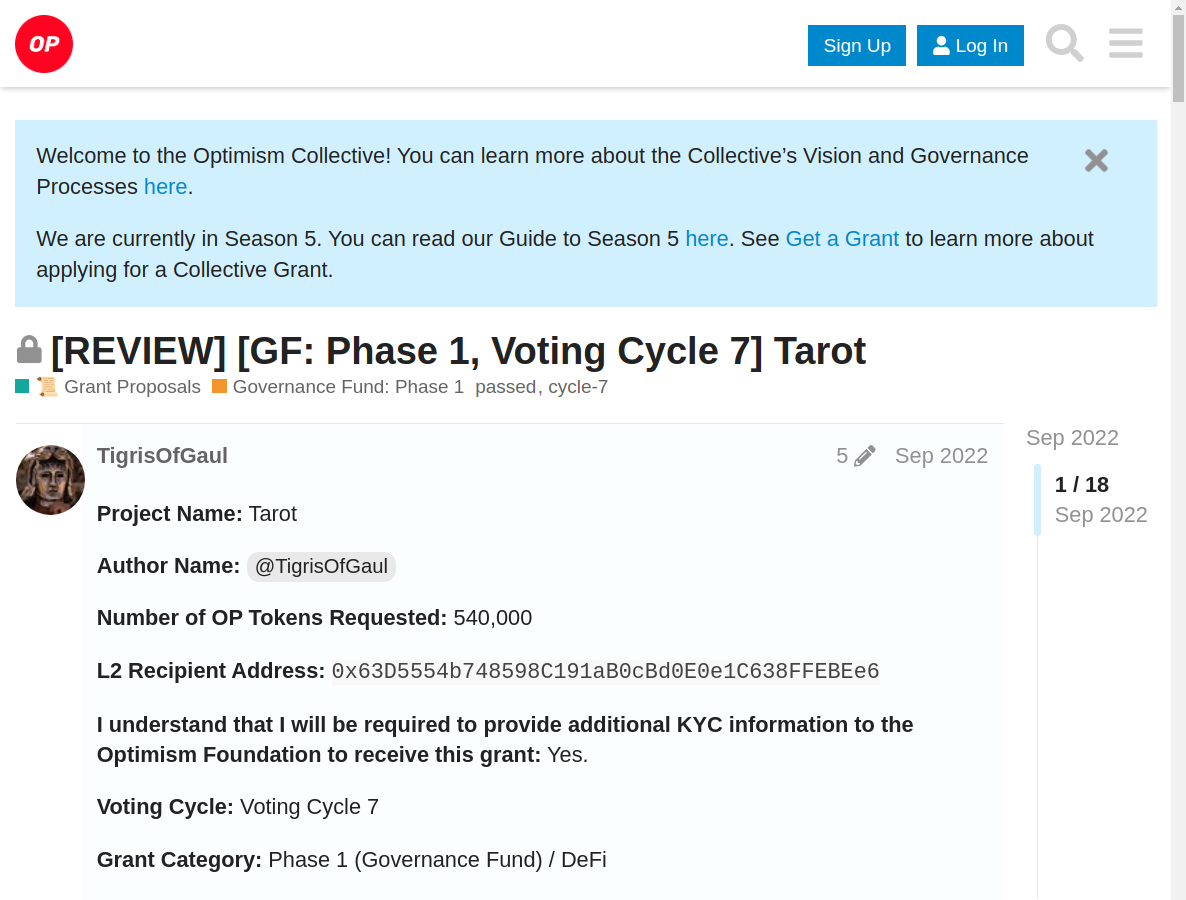 OP
Sign Up
Log In
Welcome to the Optimism Collective! You can learn more about the Collective’s Vision and Governance
Processes here.
We are currently in Season 5. You can read our Guide to Season 5 here. See Get a Grant to learn more about
applying for a Collective Grant.
[REVIEW] [GF: Phase 1, Voting Cycle 7] Tarot
📜 Grant Proposals Governance Fund: Phase 1 passed, cycle-7
TigrisOfGaul 5 Sep 2022
Sep 2022
1 / 18
Sep 2022
Project Name: Tarot
Author Name: @TigrisOfGaul
Number of OP Tokens Requested: 540,000
L2 Recipient Address: 0x63D5554b748598C191aB0cBd0E0e1C638FFEBEe6
I understand that I will be required to provide additional KYC information to the
Optimism Foundation to receive this grant: Yes.
Voting Cycle: Voting Cycle 7
Grant Category: Phase 1 (Governance Fund) / DeFi